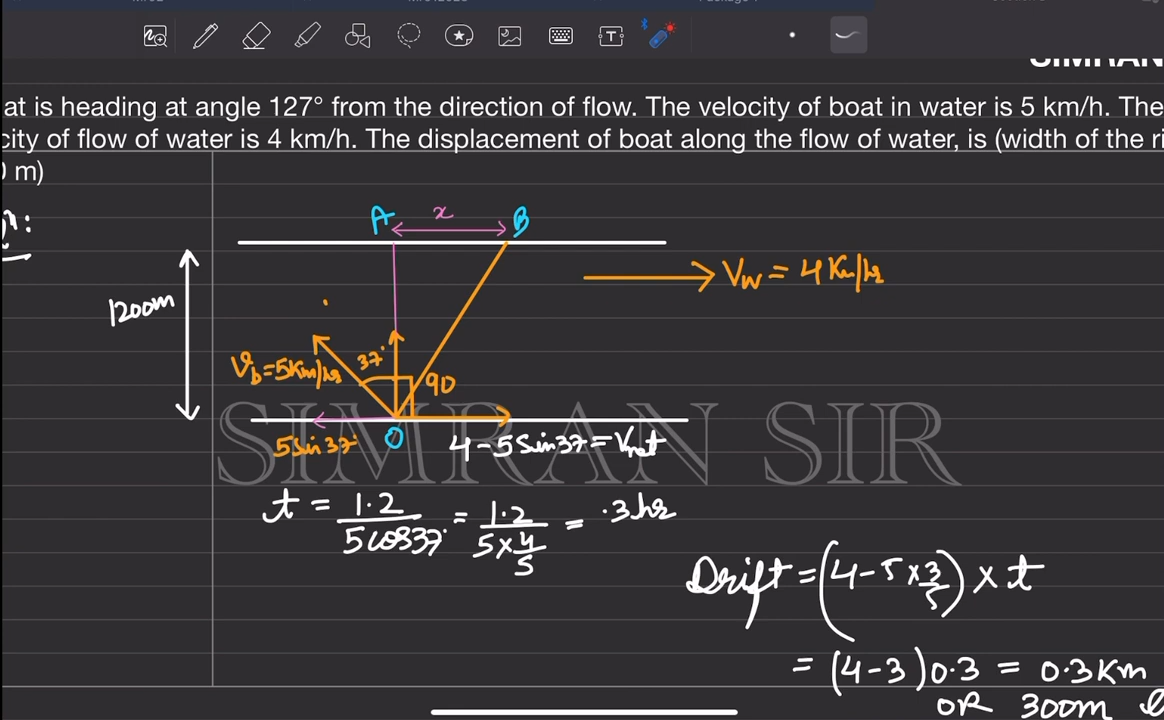 at is heading at angle 127° from the direction of flow. The velocity of boat in water is 5 km/h. The
city of flow of water is 4 km/h. The displacement of boat along the flow of water, is (width of the ri
0 m)
A
x
B
Vw = 4 Km/hr
1200m
Vb=5Km/hr
37°
90
5Sin37°
O
4-5Sin37=Vnet
SIMRAN SIR
t = 1.2 / 5cos37° = 1.2 / 5×4/5 = .3hr
Drift = (4-5×3/5) × t
= (4-3)0.3 = 0.3Km
OR 300m